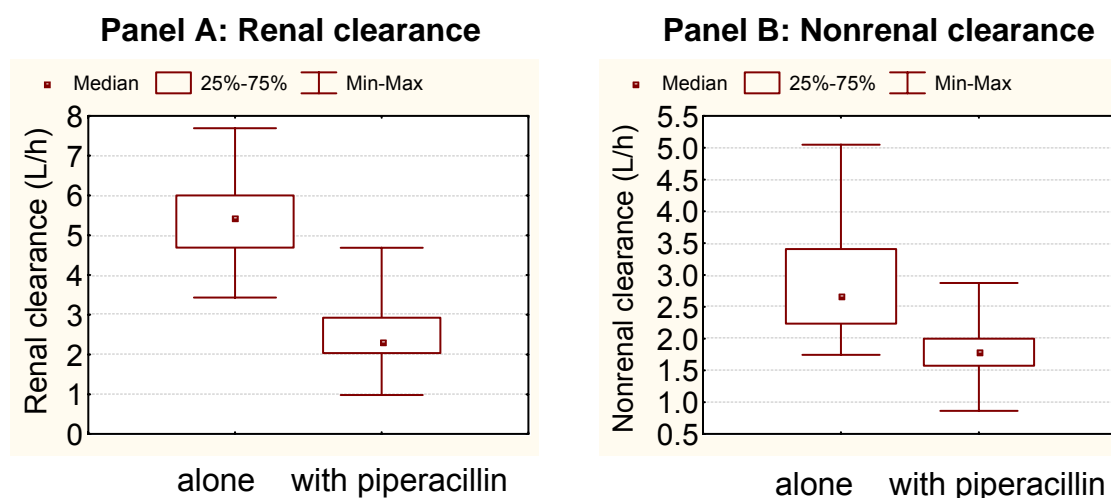 Panel A: Renal clearance
Median 25%-75% Min-Max
Renal clearance (L/h)
8
7
6
5
4
3
2
1
0
alone with piperacillin
Panel B: Nonrenal clearance
Median 25%-75% Min-Max
Nonrenal clearance (L/h)
5.5
5.0
4.5
4.0
3.5
3.0
2.5
2.0
1.5
1.0
0.5
alone with piperacillin